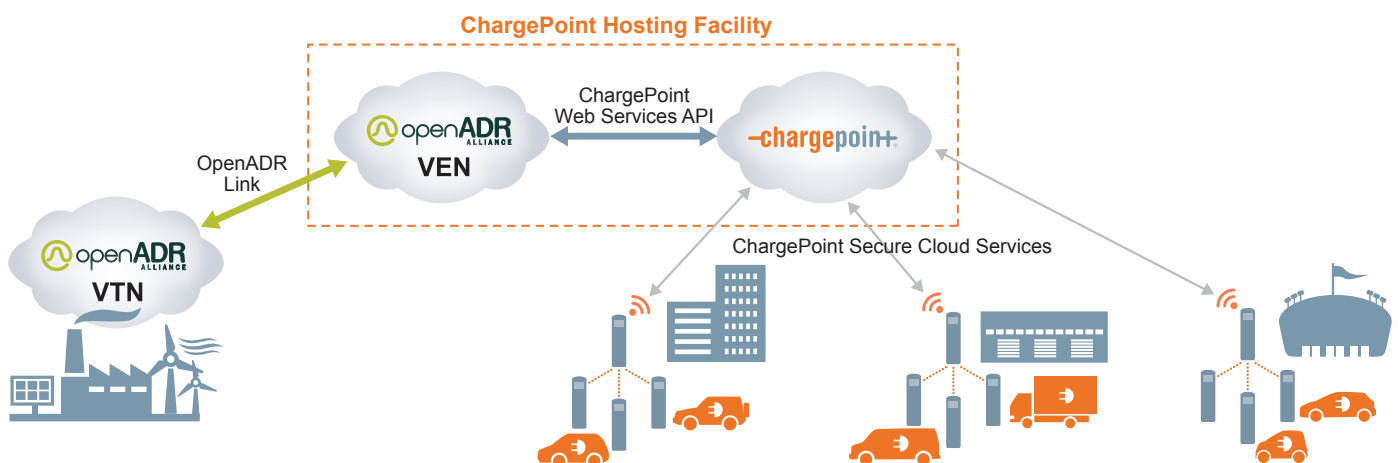 ChargePoint Hosting Facility
ChargePoint
Web Services API
openADR
ALLIANCE
VEN
-chargepoin+®
OpenADR
Link
openADR
ALLIANCE
VTN
ChargePoint Secure Cloud Services